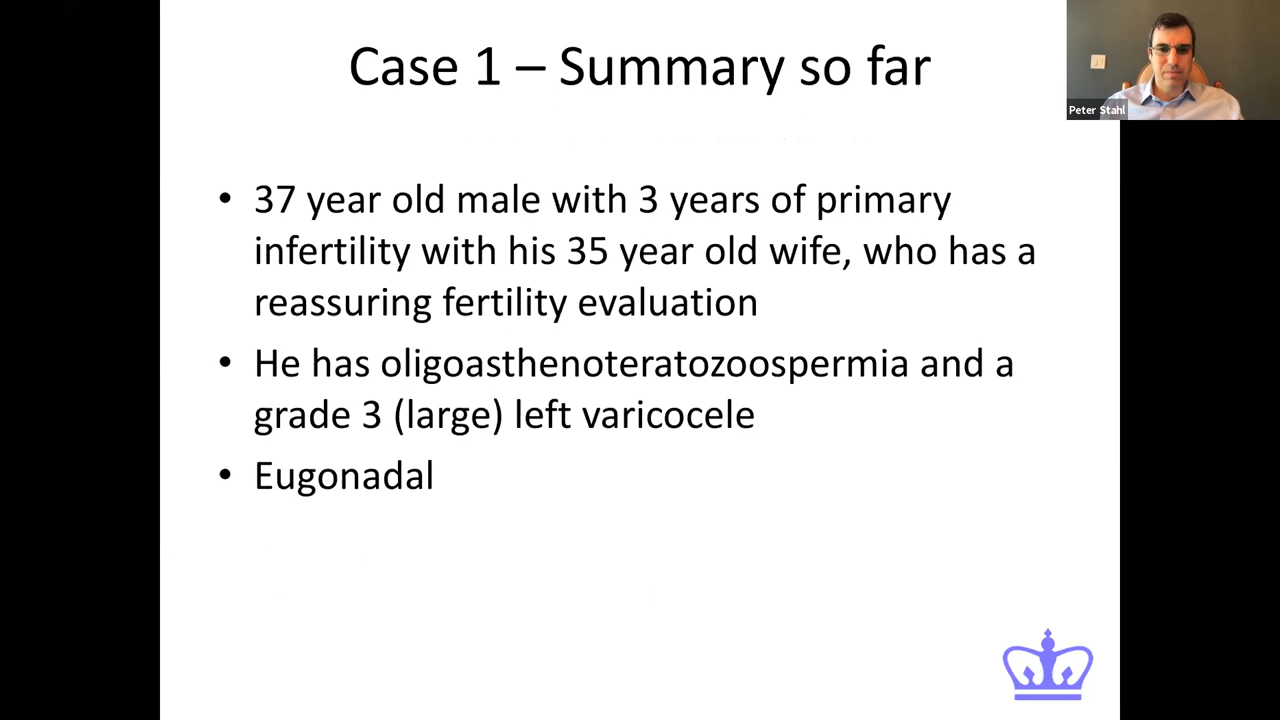 Case 1 – Summary so far
Peter Stahl
• 37 year old male with 3 years of primary
infertility with his 35 year old wife, who has a
reassuring fertility evaluation
• He has oligoasthenoteratozoospermia and a
grade 3 (large) left varicocele
• Eugonadal